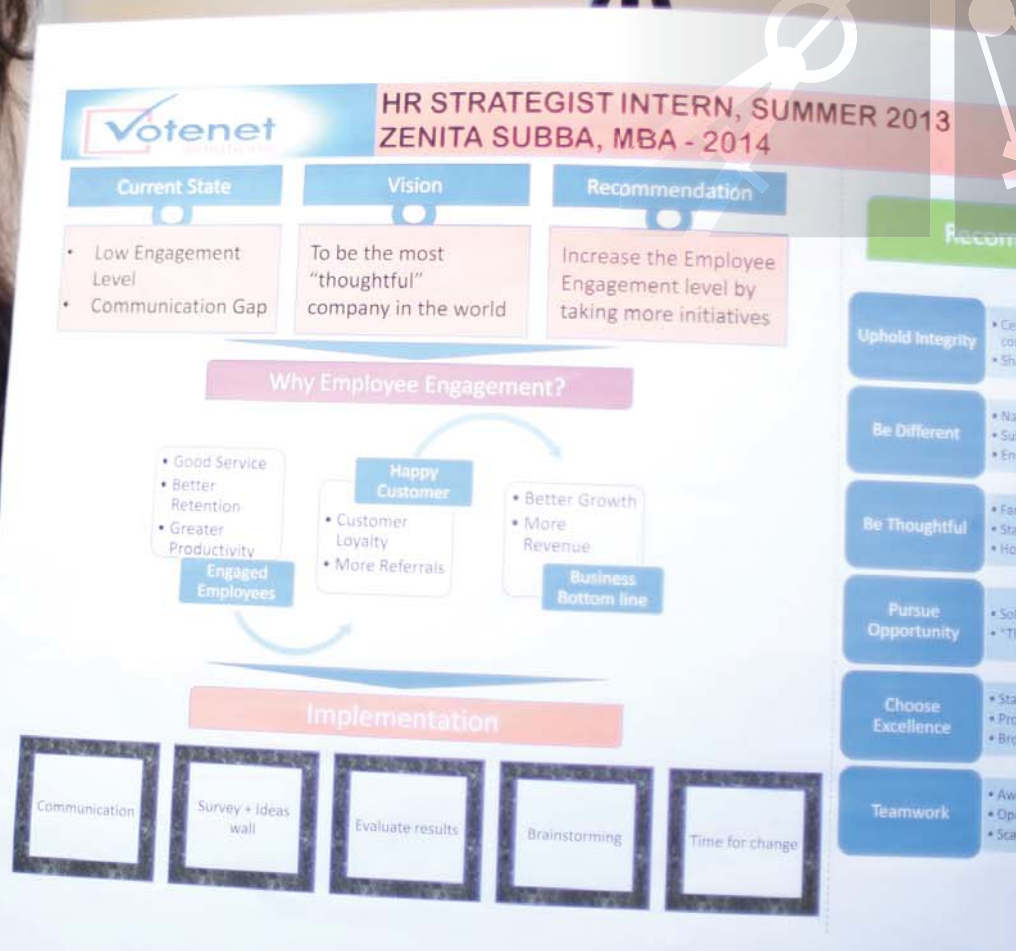 Votenet
HR STRATEGIST INTERN, SUMMER 2013
ZENITA SUBBA, MBA - 2014
Current State
• Low Engagement
Level
• Communication Gap
Vision
To be the most
"thoughtful"
company in the world
Recommendation
Increase the Employee
Engagement level by
taking more initiatives
Why Employee Engagement?
• Good Service
• Better
Retention
• Greater
Productivity
Engaged
Employees
Happy
Customer
• Customer
Loyalty
• More Referrals
• Better Growth
• More
Revenue
Business
Bottom line
Implementation
Communication
Survey + ideas
wall
Evaluate results
Brainstorming
Time for change
Uphold Integrity
Be Different
Be Thoughtful
Pursue
Opportunity
Choose
Excellence
Teamwork